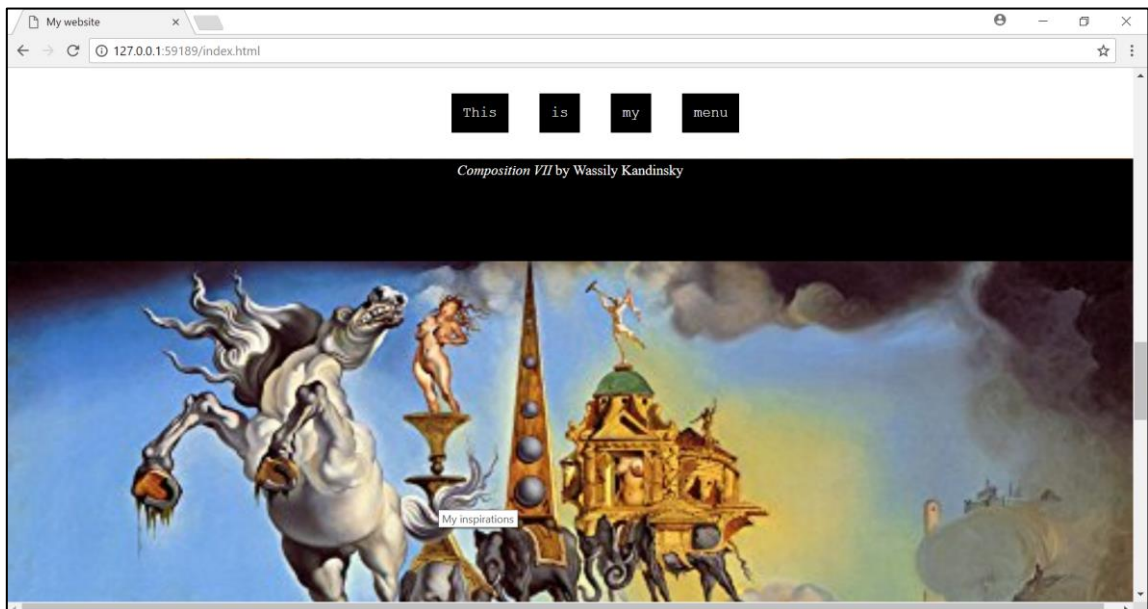 My website
127.0.0.1:59189/index.html
This is my menu
Composition VII by Wassily Kandinsky
My inspirations